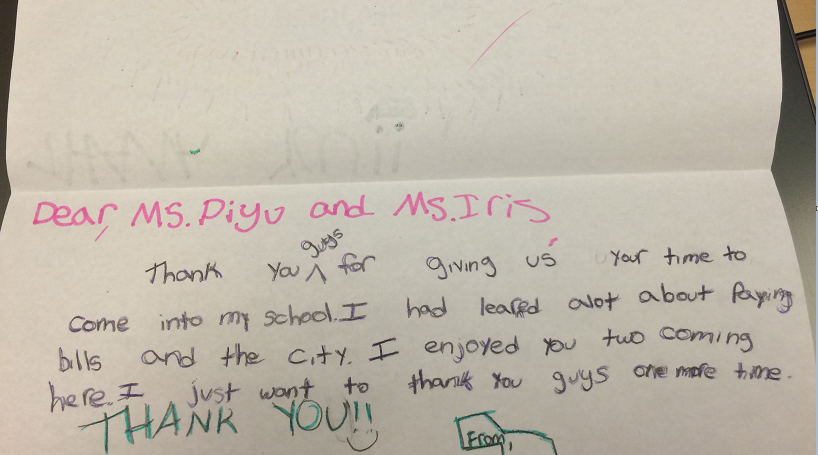 Dear, MS. Piyu and MS. Iris
Thank you ^ guys for giving us your time to
come into my school. I had learned alot about Paying
bills and the city. I enjoyed you two coming
here. I just want to thank you guys one more time.
THANK YOU!!
From,